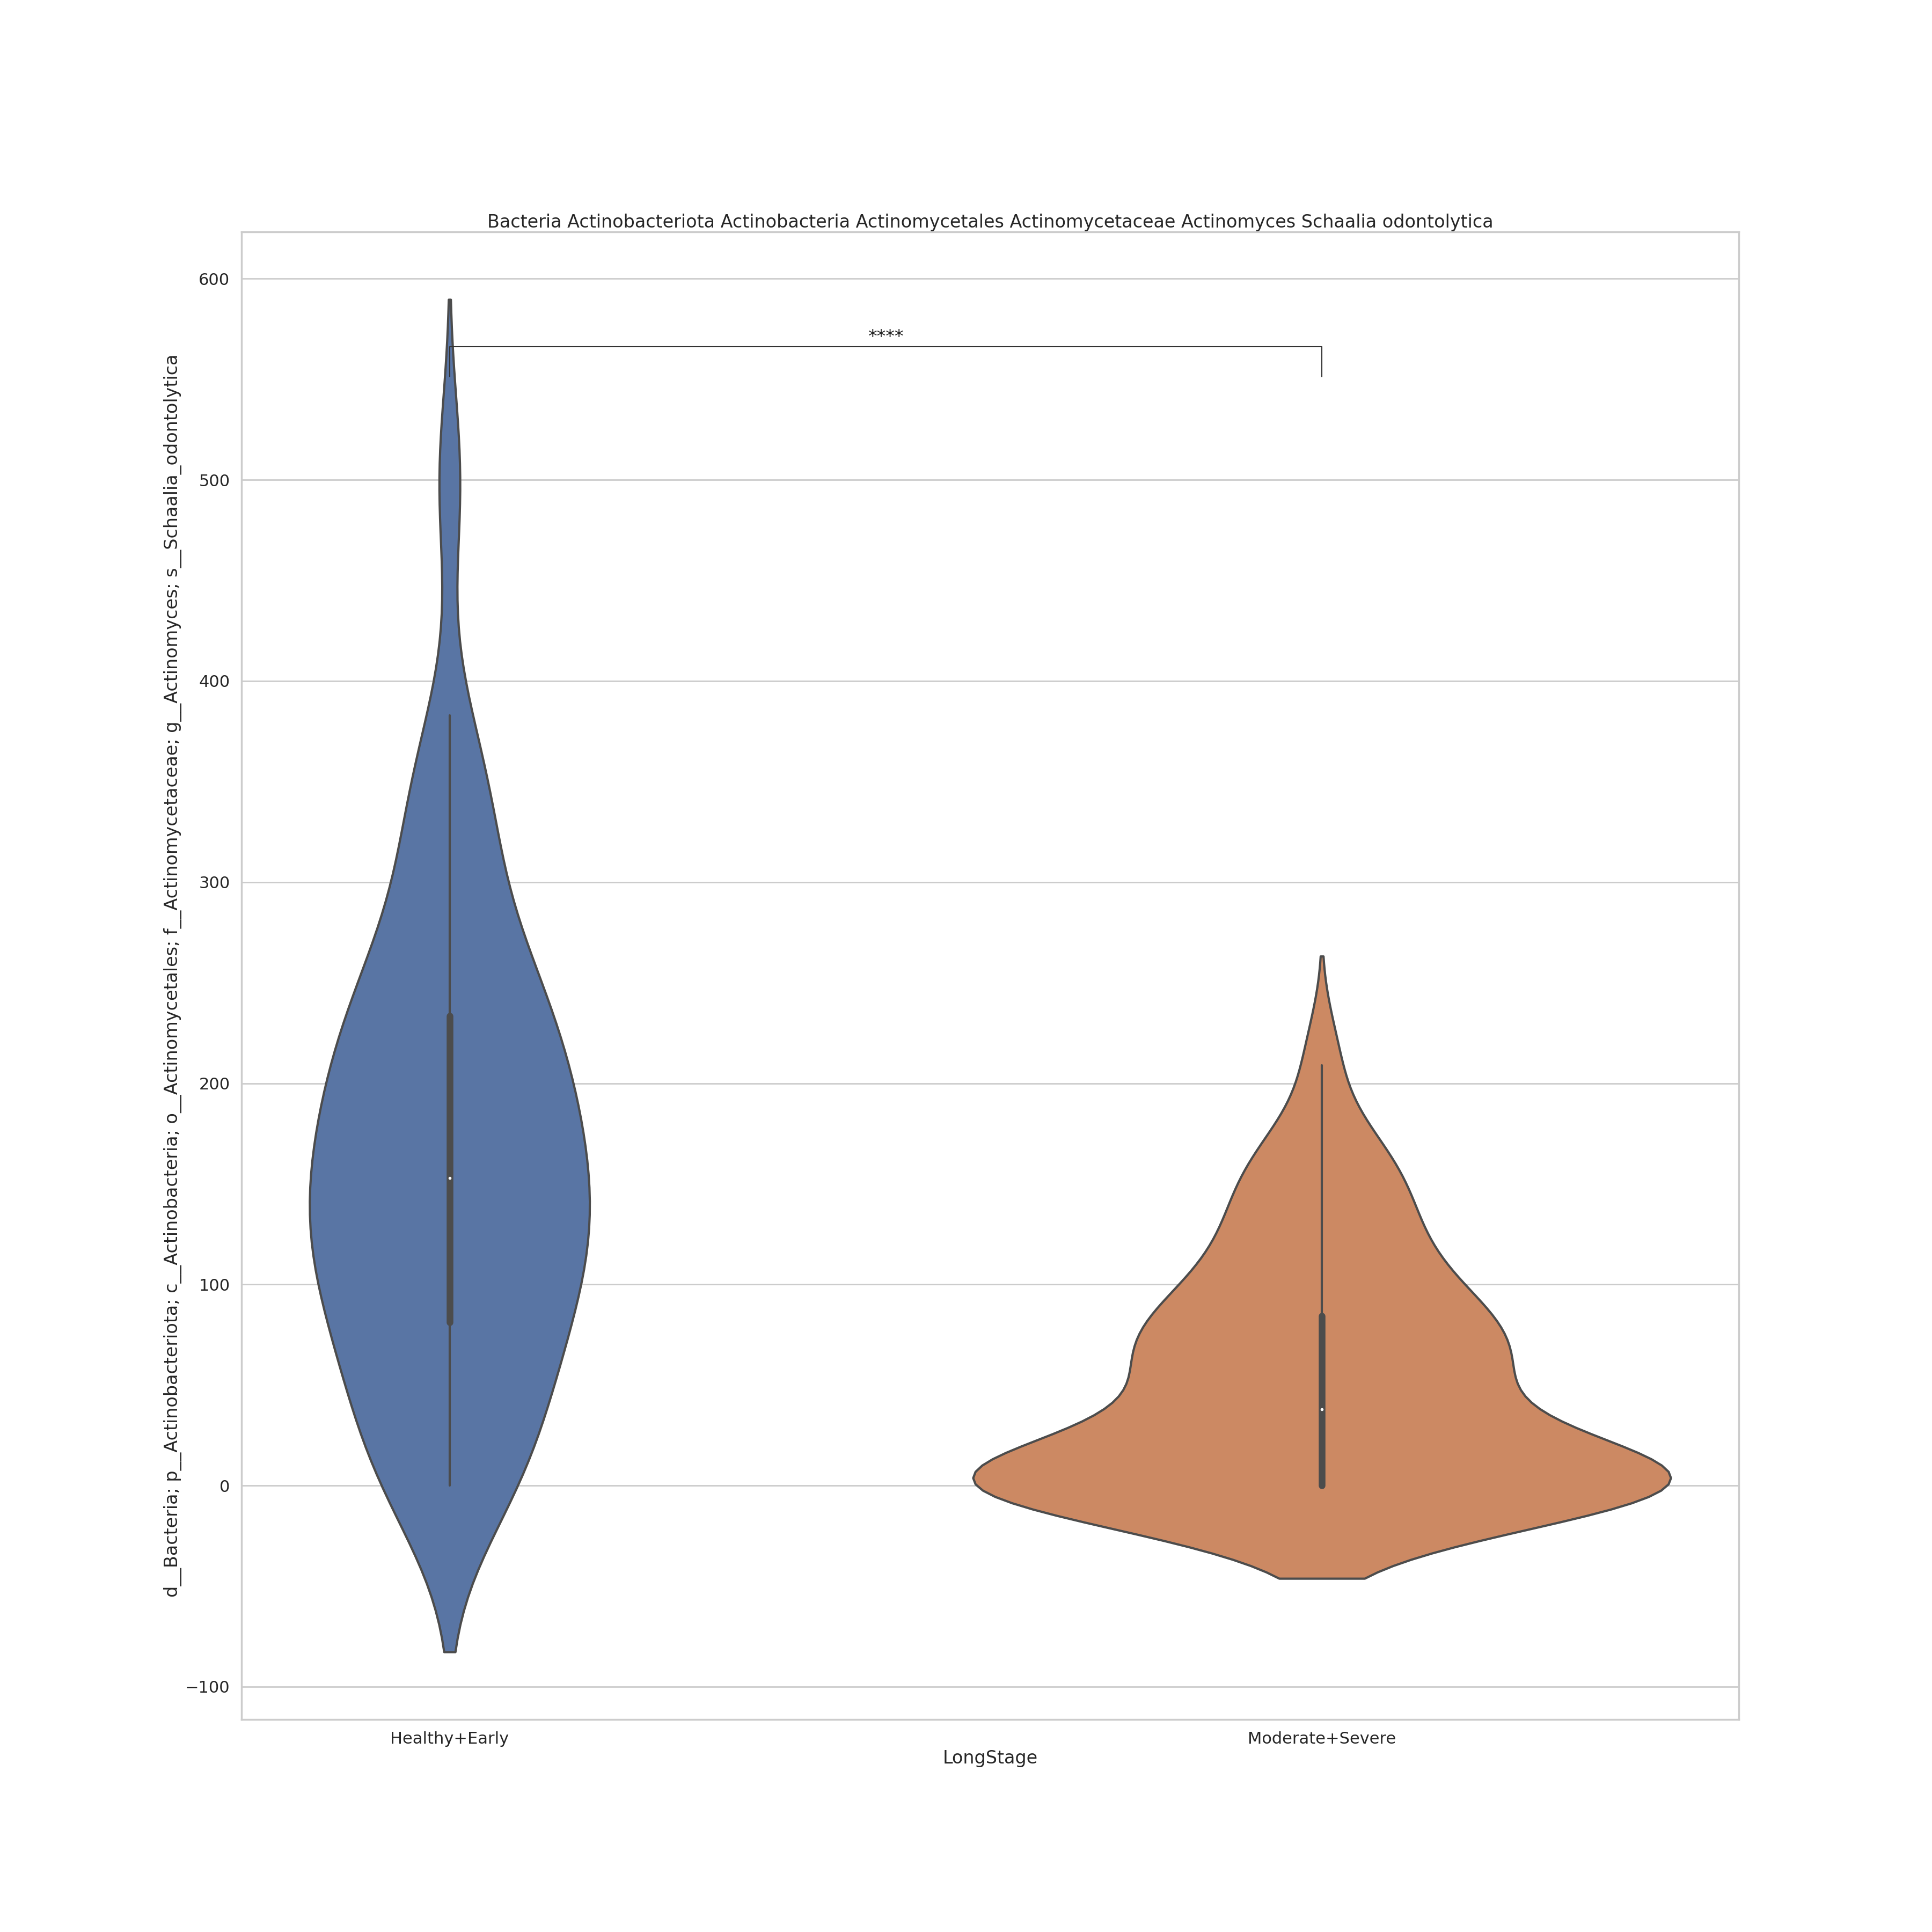 Bacteria Actinobacteriota Actinobacteria Actinomycetales Actinomycetaceae Actinomyces Schaalia odontolytica
d__Bacteria; p__Actinobacteriota; c__Actinobacteria; o__Actinomycetales; f__Actinomycetaceae; g__Actinomyces; s__Schaalia_odontolytica
600
****
500
400
300
200
100
0
−100
Healthy+Early
Moderate+Severe
LongStage